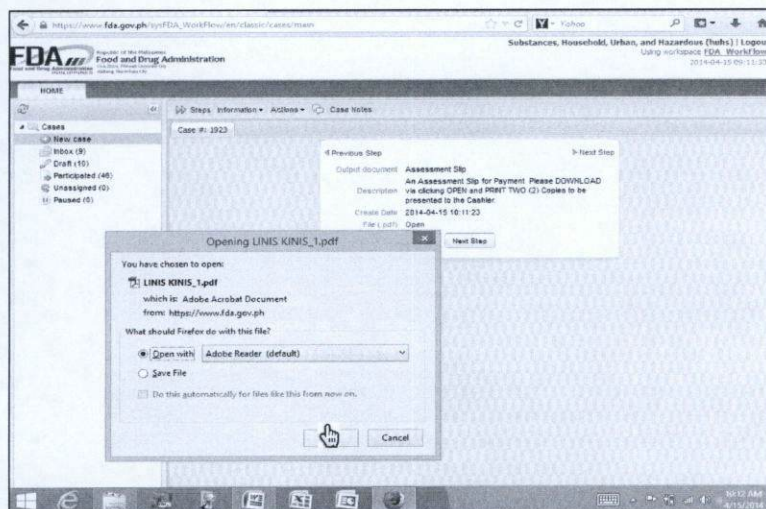 https://www.fda.gov.ph/sysFDA_WorkFlow/en/classic/cases/main
Yahoo
FDA
Republic of the Philippines
Food and Drug Administration
Substances, Household, Urban, and Hazardous (huhs) | Logout
Using workspace FDA_WorkFlow
HOME
Steps Information Actions Case Notes
Cases
New case
Inbox (9)
Draft (10)
Participated (46)
Unassigned (0)
Paused (0)
Case #: 1923
Previous Step Next Step
Output document Assessment Slip
Description An Assessment Slip for Payment. Please DOWNLOAD
via clicking OPEN and PRINT TWO (2) Copies to be
presented to the Cashier.
Create Date 2014-04-15 10:11:23
File (.pdf) Open
Next Step
Opening LINIS KINIS_1.pdf
You have chosen to open:
LINIS KINIS_1.pdf
which is: Adobe Acrobat Document
from: https://www.fda.gov.ph
What should Firefox do with this file?
Open with Adobe Reader (default)
Save File
Do this automatically for files like this from now on.
Cancel
10:12 AM
4/15/2014